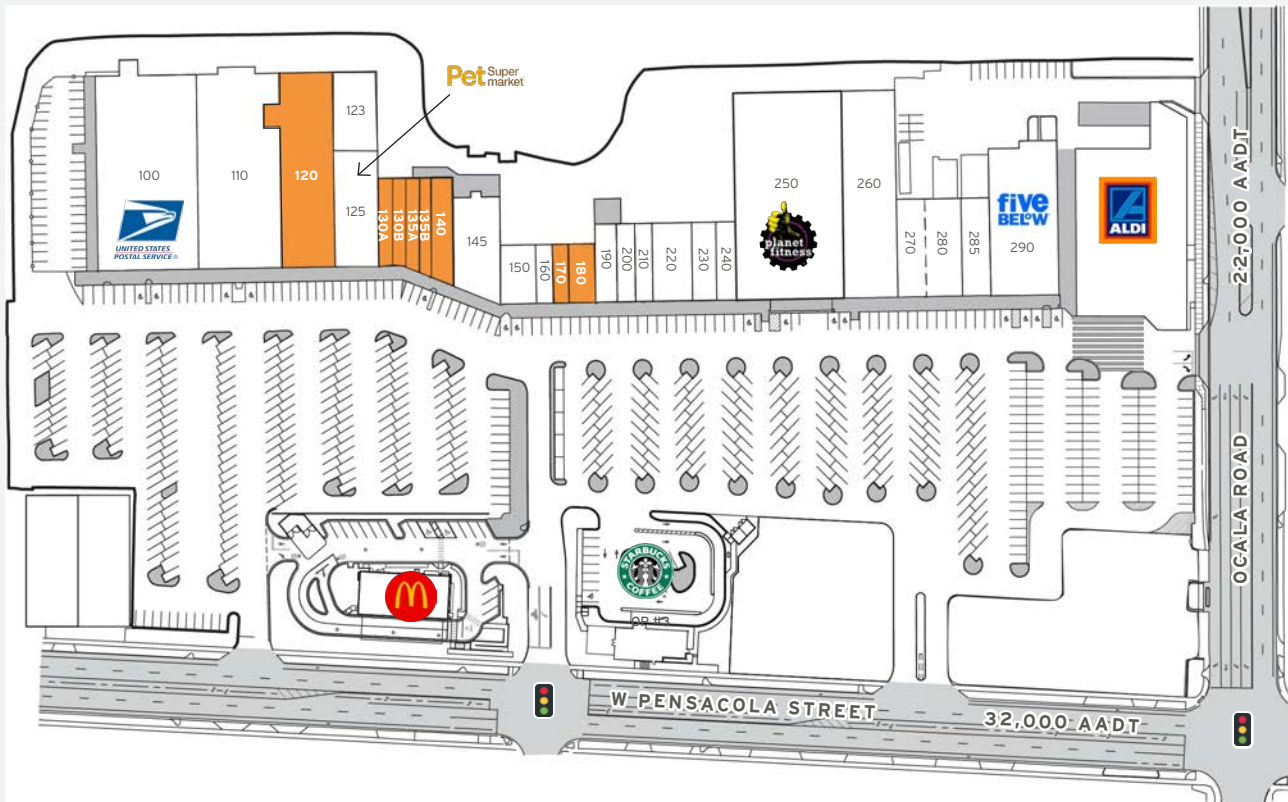 Pet Super
market
123
100
110
120
125
130A
130B
135A
135B
140
145
150
160
170
180
190
200
210
220
230
240
250
260
270
280
285
290
UNITED STATES
POSTAL SERVICE®
planet
fitness
five
BELOW
ALDI
22,000 AADT
OCALA ROAD
STARBUCKS
COFFEE
W PENSACOLA STREET
32,000 AADT